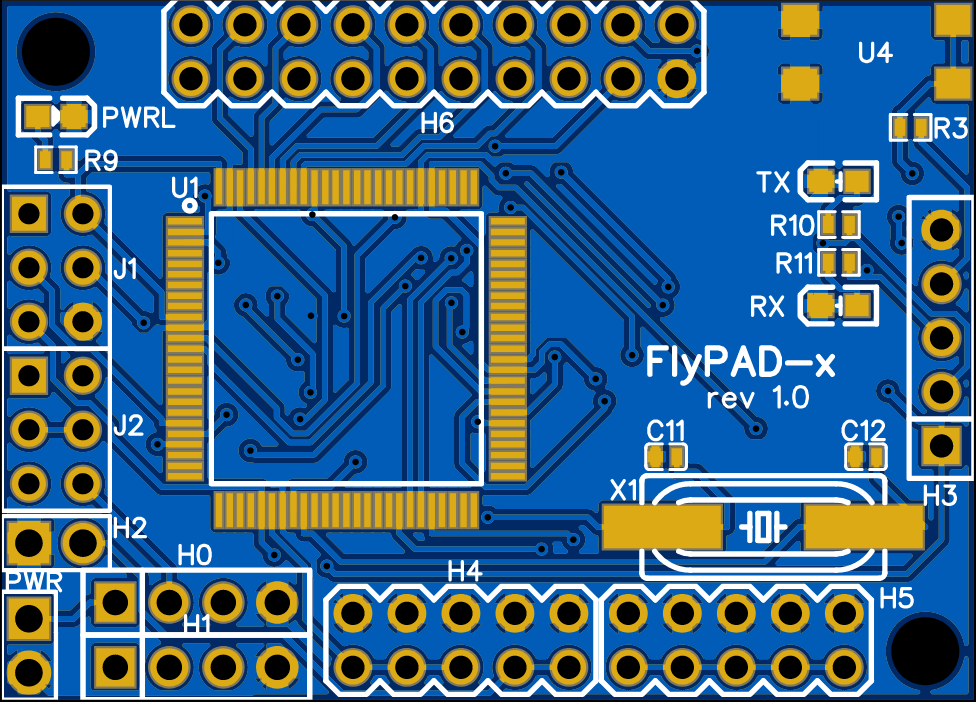 U4
PWRL
H6
R3
R9
U1
TX
R10
J1
R11
RX
FlyPAD-x
rev 1.0
J2
C11
C12
X1
H3
H2
H0
PWR
H4
H5
H1